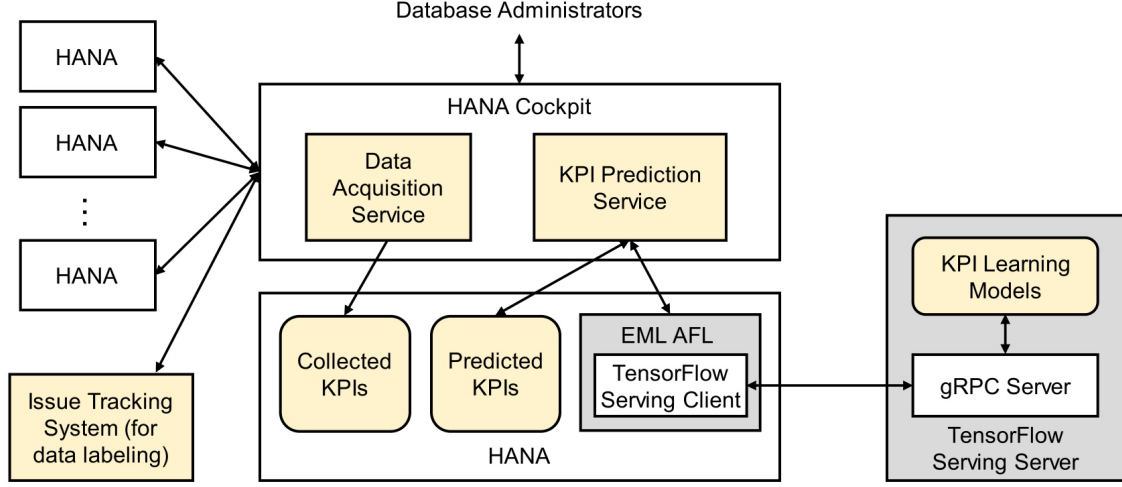 Database Administrators
HANA
HANA
⋮
HANA
Issue Tracking
System (for
data labeling)
HANA Cockpit
Data
Acquisition
Service
KPI Prediction
Service
Collected
KPIs
Predicted
KPIs
EML AFL
TensorFlow
Serving Client
HANA
KPI Learning
Models
gRPC Server
TensorFlow
Serving Server